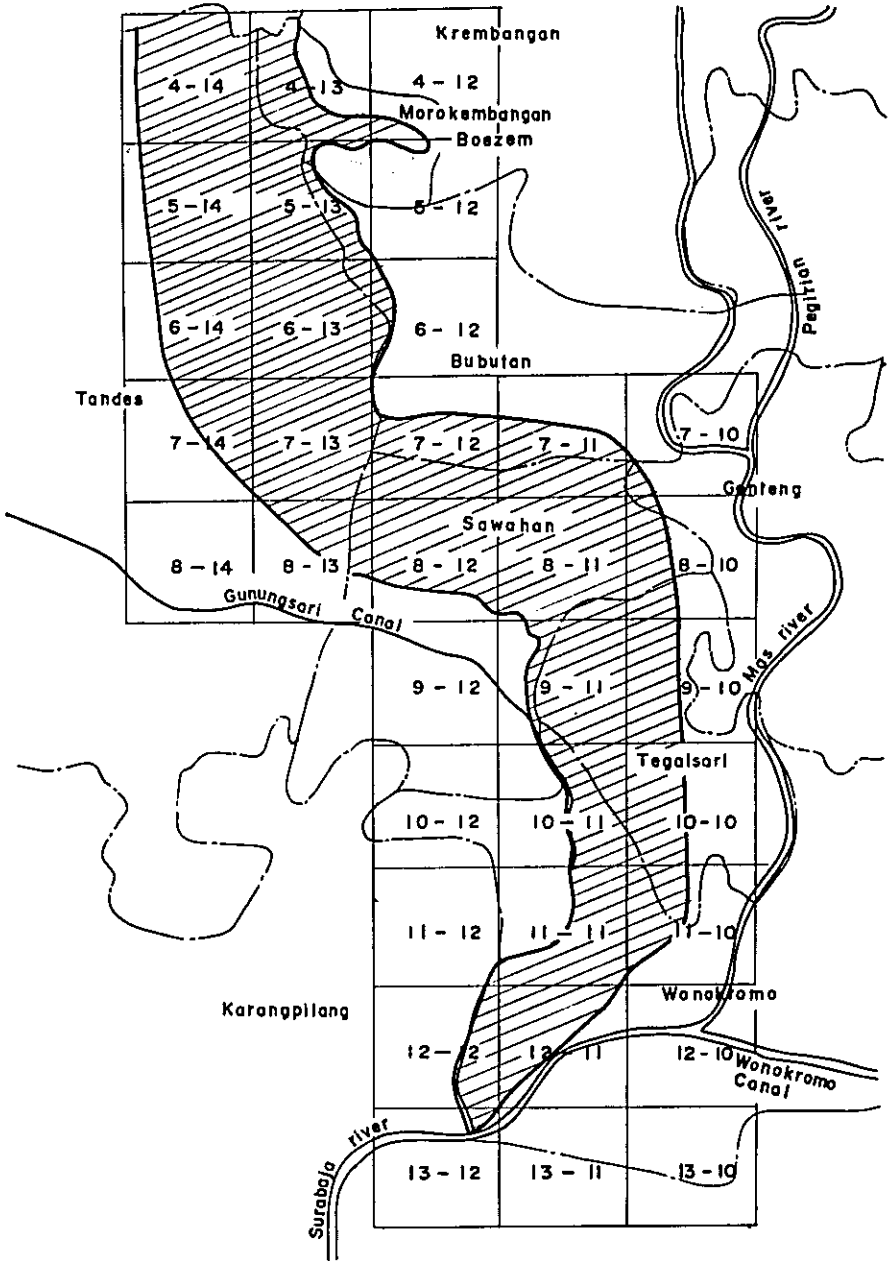 Krembangan
4-14 4-13 4-12
Morokembangan
Boezem
5-14 5-13 5-12
Pegirian river
6-14 6-13 6-12
Bubutan
Tandes
7-14 7-13 7-12 7-11 7-10
Genteng
Sawahan
8-14 8-13 8-12 8-11 8-10
Gunungsari Canal
Mas river
9-12 9-11 9-10
Tegalsari
10-12 10-11 10-10
11-12 11-11 11-10
Karangpilang
Wonokromo
12-12 12-11 12-10
Wonokromo
Canal
Surabaja river
13-12 13-11 13-10